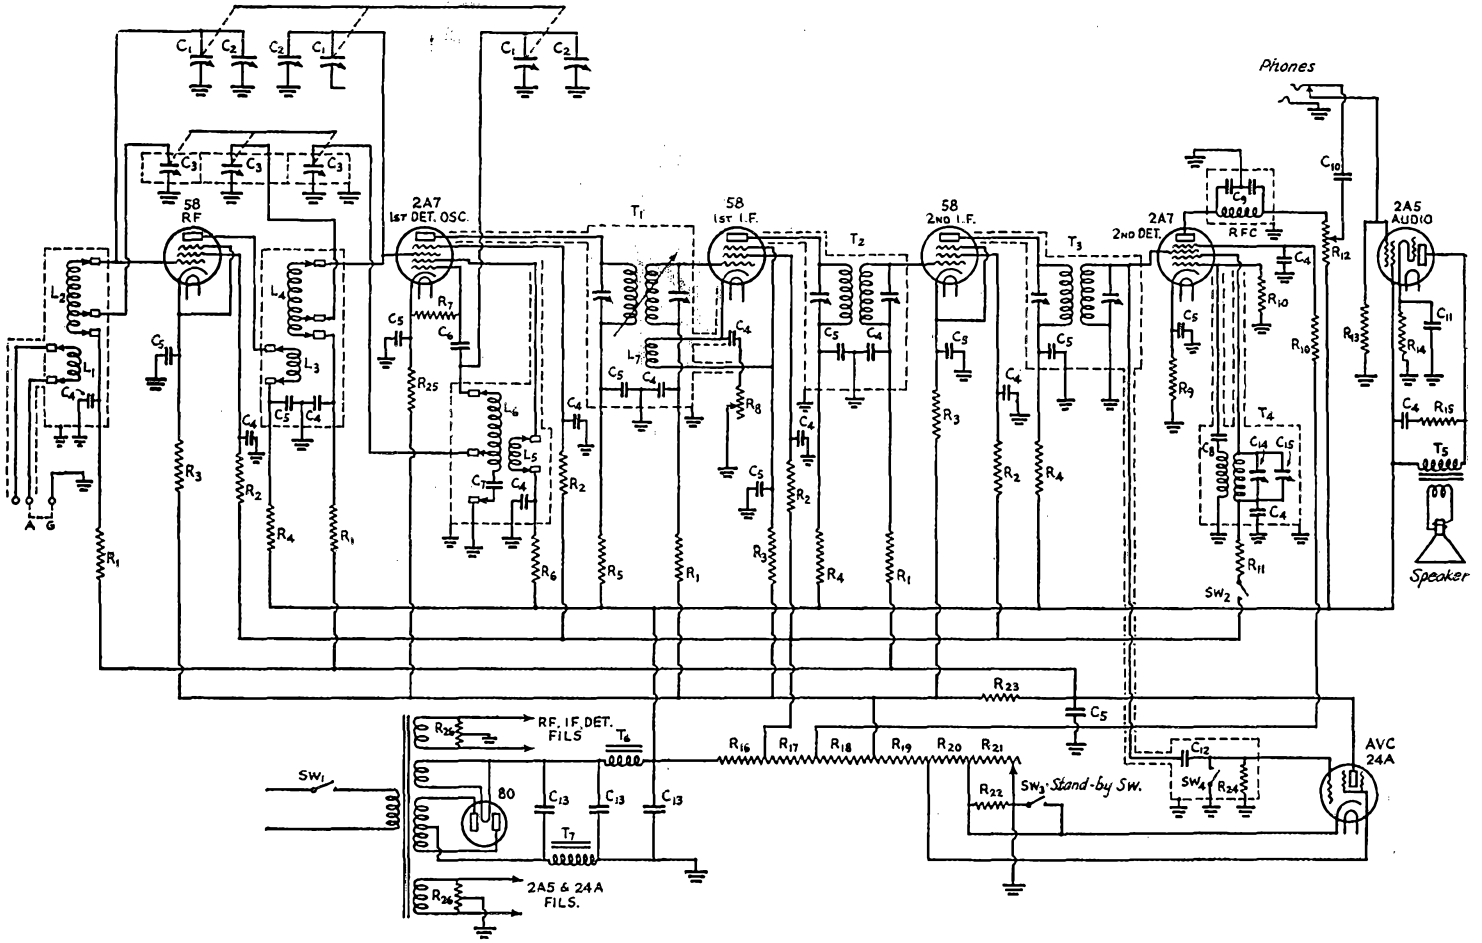 C1 C2 C2 C1 C1 C2
Phones
C3 C3 C3
C10
C9
58
RF
2A7
1ST DET. OSC.
T1
58
1ST I.F.
T2
58
2ND I.F.
T3
2A7
2ND DET.
RFC
R12
2A5
AUDIO
L2
L4
R7
C4
R10
C5
C5
C6
C4
C5
C5
C5
R10
R13
R14
C11
L1
L3
L7
C5 C4
C4
R25
C5 C4
R8
C4
R3
C4
R9
T4
C4 R15
C5 C4
C4
L6
L5
C4
C4
C8
C14 C15
T5
R3
R2
C7
C4
R2
C5
R2
R2
R4
C4
A G
R1
R4
R1
R6
R5
R1
R3
R4
R1
R11
SW2
Speaker
R23
C5
R26
RF. IF. DET.
FILS
T6
R16 R17 R18 R19 R20 R21
C12
AVC
24A
SW1
80
C13 C13 C13
R22
SW3-Stand-by Sw.
SW4
R24
T7
R26
2A5 & 24A
FILS.